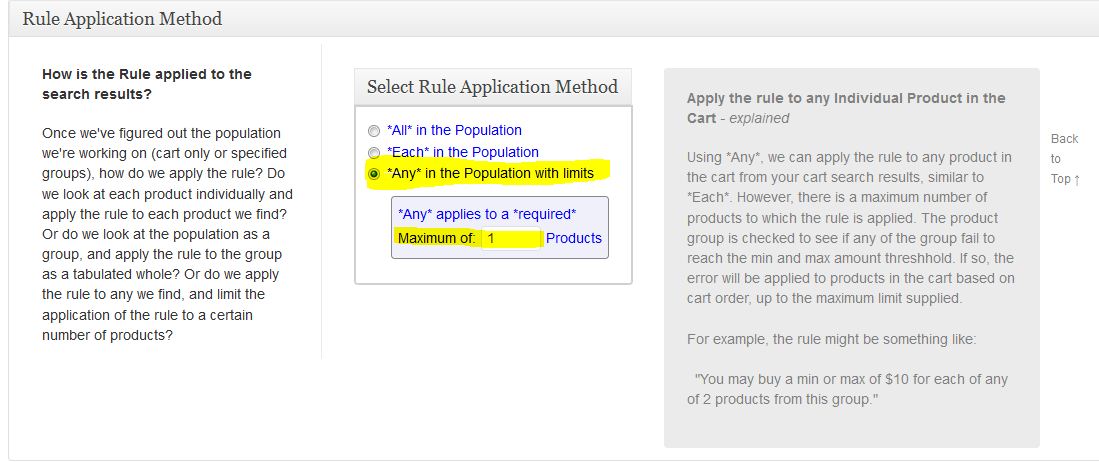 Rule Application Method
How is the Rule applied to the
search results?
Once we've figured out the population
we're working on (cart only or specified
groups), how do we apply the rule? Do
we look at each product individually and
apply the rule to each product we find?
Or do we look at the population as a
group, and apply the rule to the group
as a tabulated whole? Or do we apply
the rule to any we find, and limit the
application of the rule to a certain
number of products?
Select Rule Application Method
*All* in the Population
*Each* in the Population
*Any* in the Population with limits
*Any* applies to a *required*
Maximum of: 1 Products
Apply the rule to any Individual Product in the
Cart - explained
Using *Any*, we can apply the rule to any product in
the cart from your cart search results, similar to
*Each*. However, there is a maximum number of
products to which the rule is applied. The product
group is checked to see if any of the group fail to
reach the min and max amount threshhold. If so, the
error will be applied to products in the cart based on
cart order, up to the maximum limit supplied.
For example, the rule might be something like:
"You may buy a min or max of $10 for each of any
of 2 products from this group."
Back
to
Top ↑